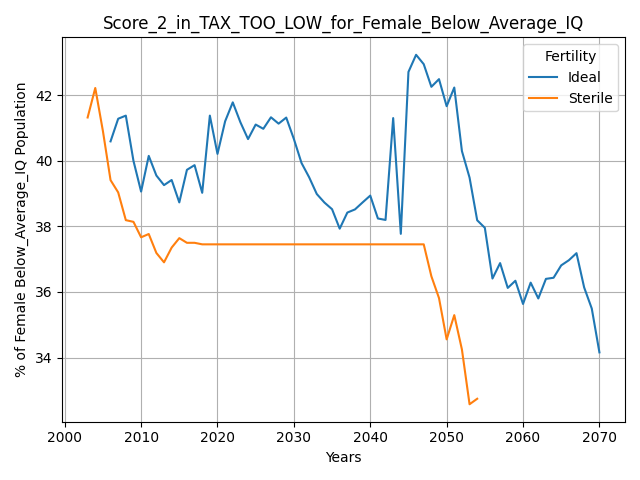 Score_2_in_TAX_TOO_LOW_for_Female_Below_Average_IQ
Fertility
Ideal
Sterile
% of Female Below_Average_IQ Population
42
40
38
36
34
2000 2010 2020 2030 2040 2050 2060 2070
Years